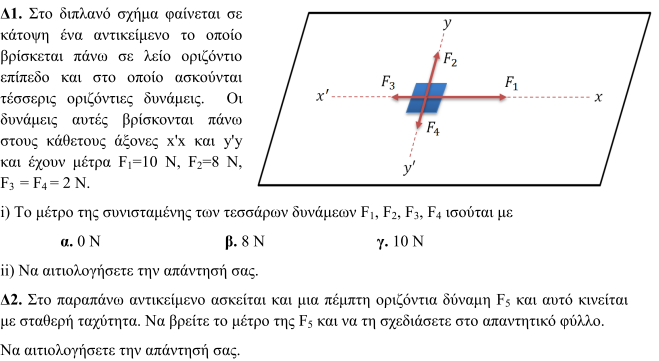 Δ1. Στο διπλανό σχήμα φαίνεται σε
κάτοψη ένα αντικείμενο το οποίο
βρίσκεται πάνω σε λείο οριζόντιο
επίπεδο και στο οποίο ασκούνται
τέσσερις οριζόντιες δυνάμεις. Οι
δυνάμεις αυτές βρίσκονται πάνω
στους κάθετους άξονες x'x και y'y
και έχουν μέτρα F₁=10 N, F₂=8 N,
F₃ = F₄ = 2 N.
y
F₂
F₃
F₁
x′
x
F₄
y′
i) Το μέτρο της συνισταμένης των τεσσάρων δυνάμεων F₁, F₂, F₃, F₄ ισούται με
α. 0 N β. 8 N γ. 10 N
ii) Να αιτιολογήσετε την απάντησή σας.
Δ2. Στο παραπάνω αντικείμενο ασκείται και μια πέμπτη οριζόντια δύναμη F₅ και αυτό κινείται
με σταθερή ταχύτητα. Να βρείτε το μέτρο της F₅ και να τη σχεδιάσετε στο απαντητικό φύλλο.
Να αιτιολογήσετε την απάντησή σας.